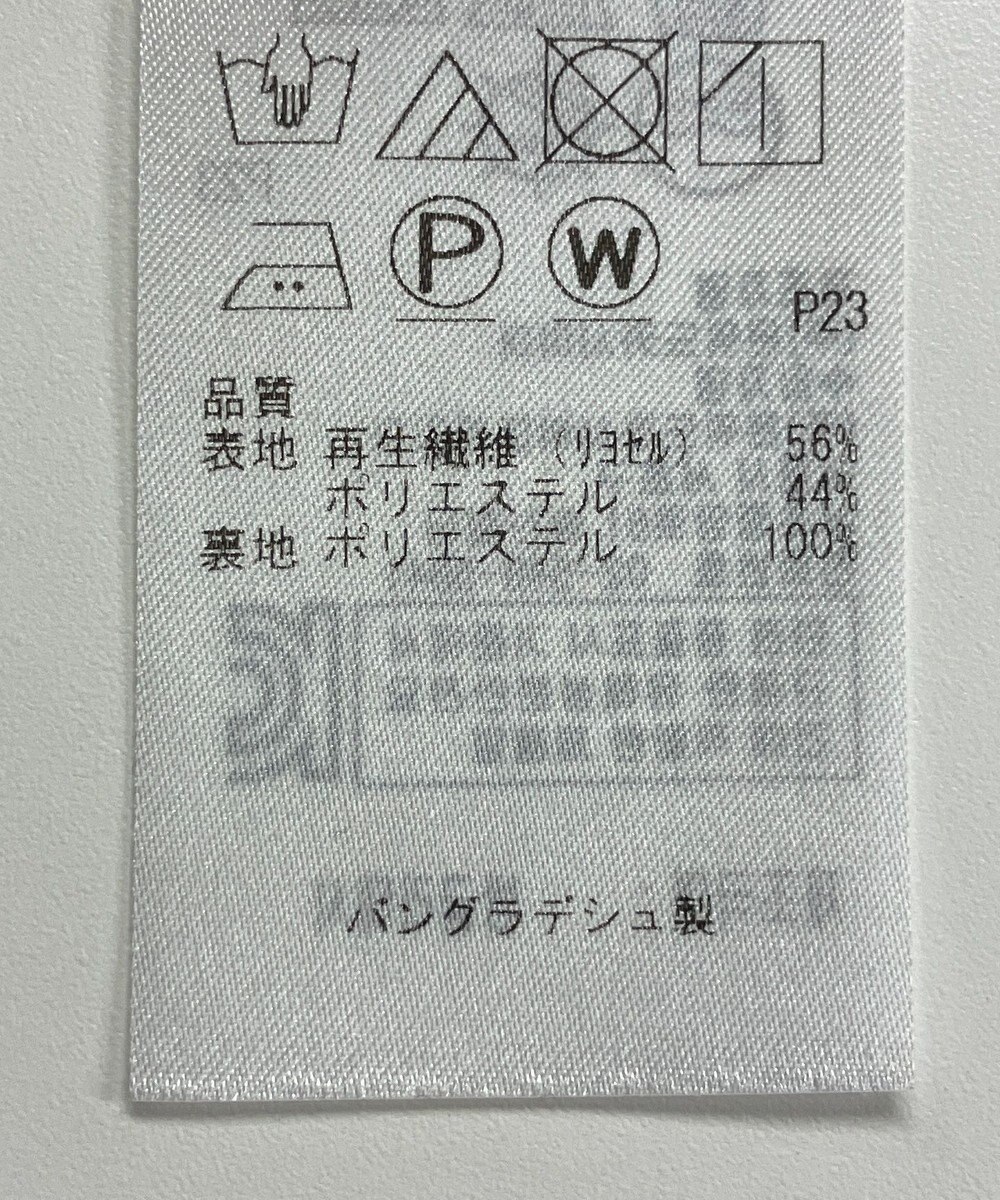 P W
P23
品質
表地 再生繊維 (リヨセル) 56%
ポリエステル 44%
裏地 ポリエステル 100%
バングラデシュ製